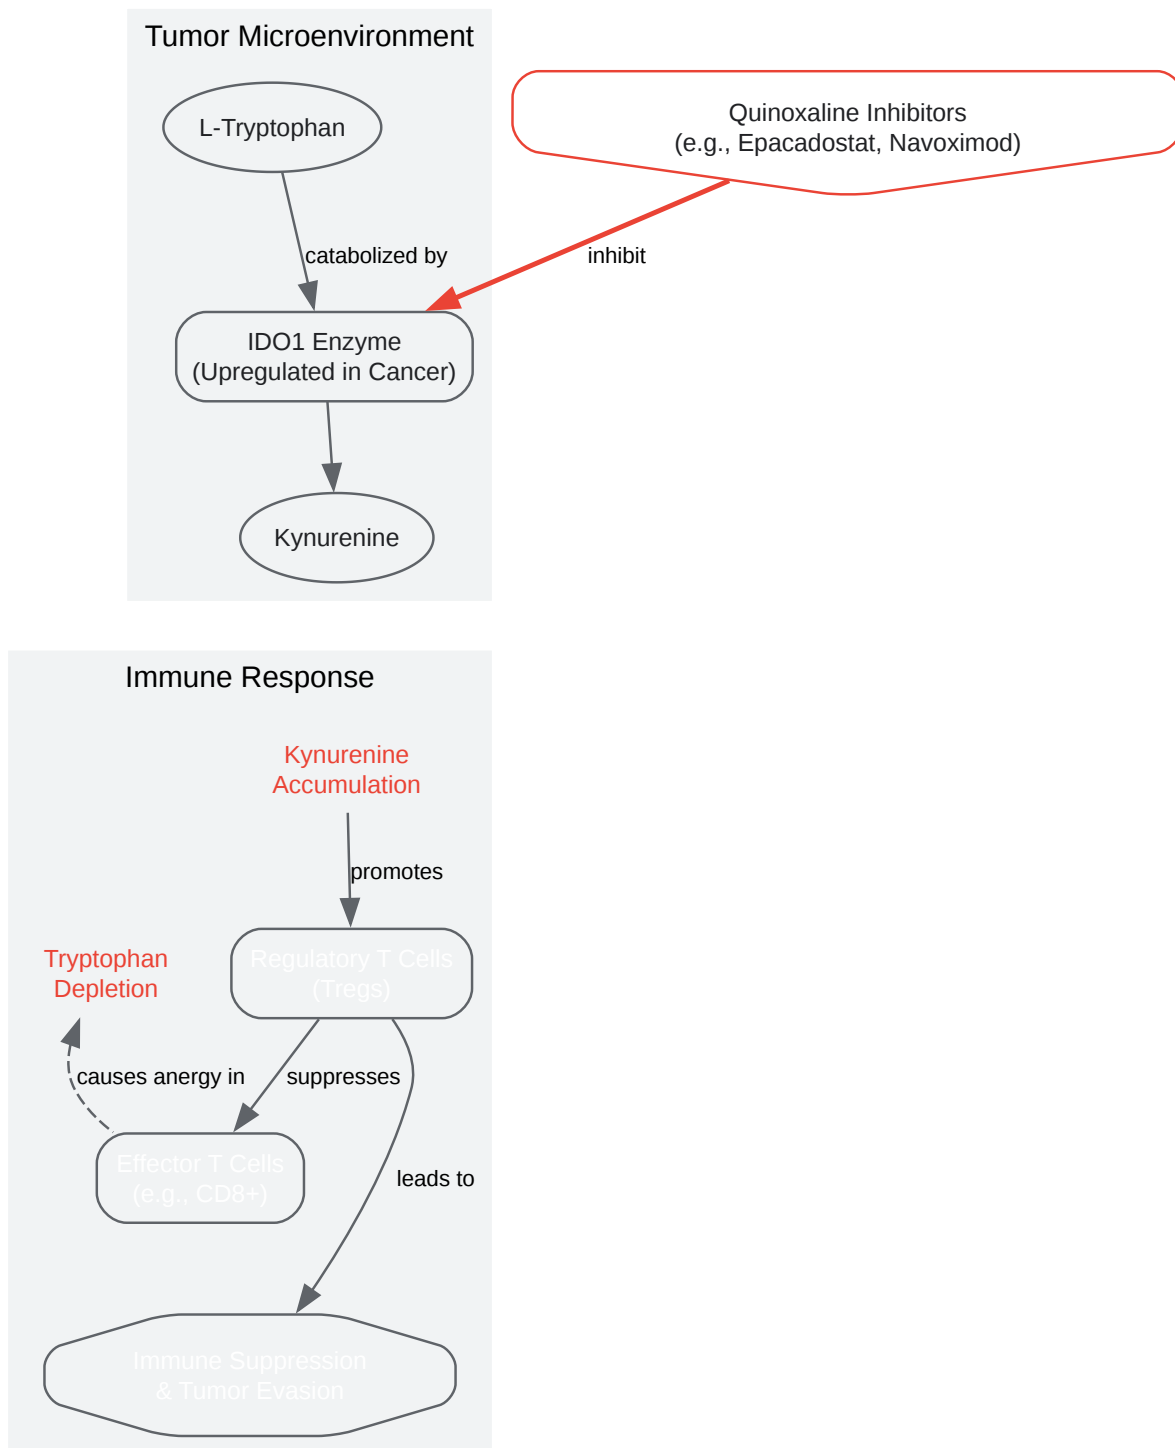 Tumor Microenvironment
L-Tryptophan
Quinoxaline Inhibitors
(e.g., Epacadostat, Navoximod)
catabolized by
inhibit
IDO1 Enzyme
(Upregulated in Cancer)
Kynurenine
Immune Response
Kynurenine
Accumulation
promotes
Tryptophan
Depletion
Regulatory T Cells
(Tregs)
causes anergy in
suppresses
Effector T Cells
(e.g., CD8+)
leads to
Immune Suppression
& Tumor Evasion